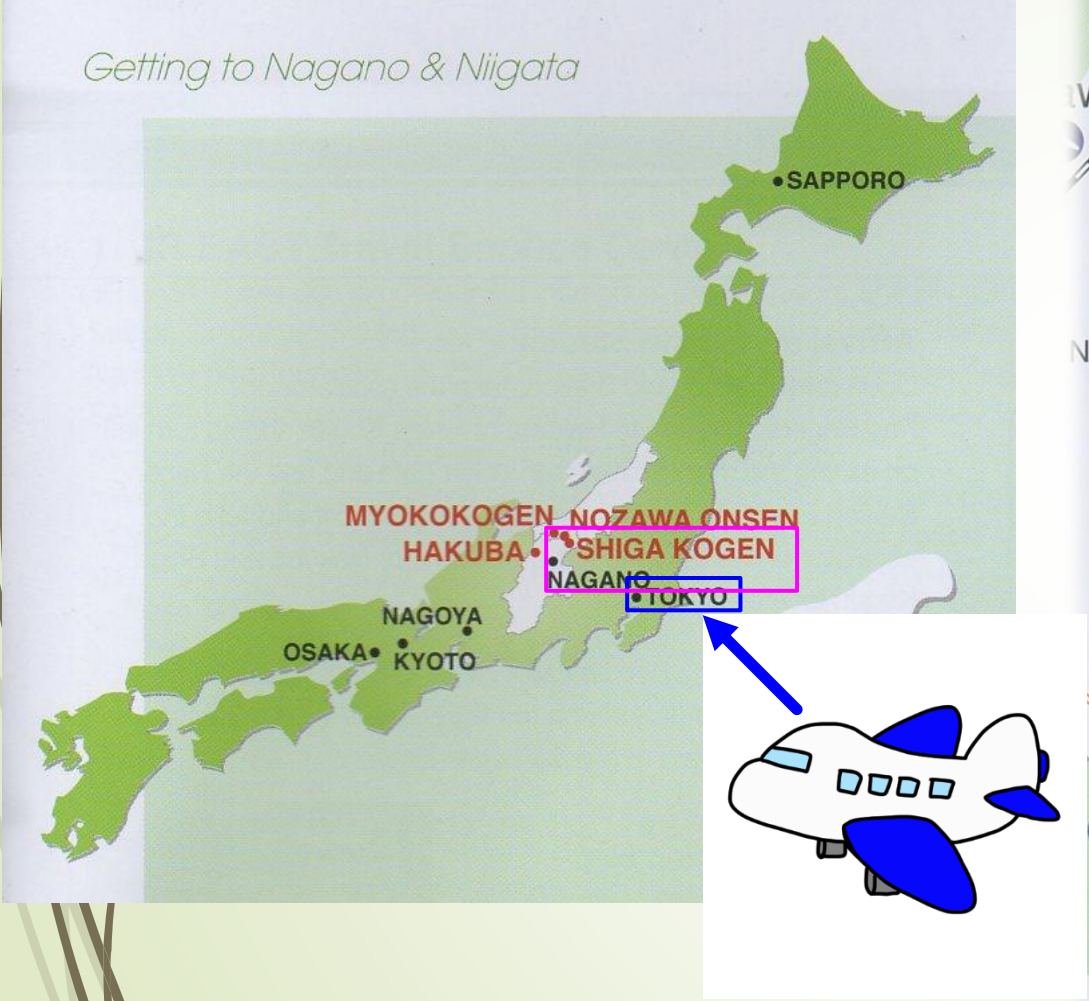 Getting to Nagano & Niigata
SAPPORO
MYOKOKOGEN
NOZAWA ONSEN
HAKUBA
SHIGA KOGEN
NAGANO
TOKYO
NAGOYA
OSAKA
KYOTO